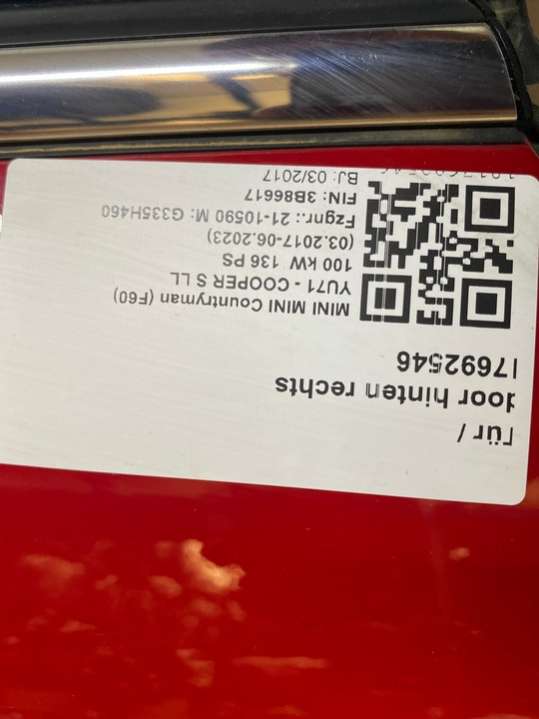 Tür /
door hinten rechts
17692546
MINI MINI Countryman (F60)
YU71 - COOPER S LL
100 kW 136 PS
(03.2017-06.2023)
Fzgnr.: 21-10590 M: G335H460
FIN: 3B86617
BJ: 03/2017